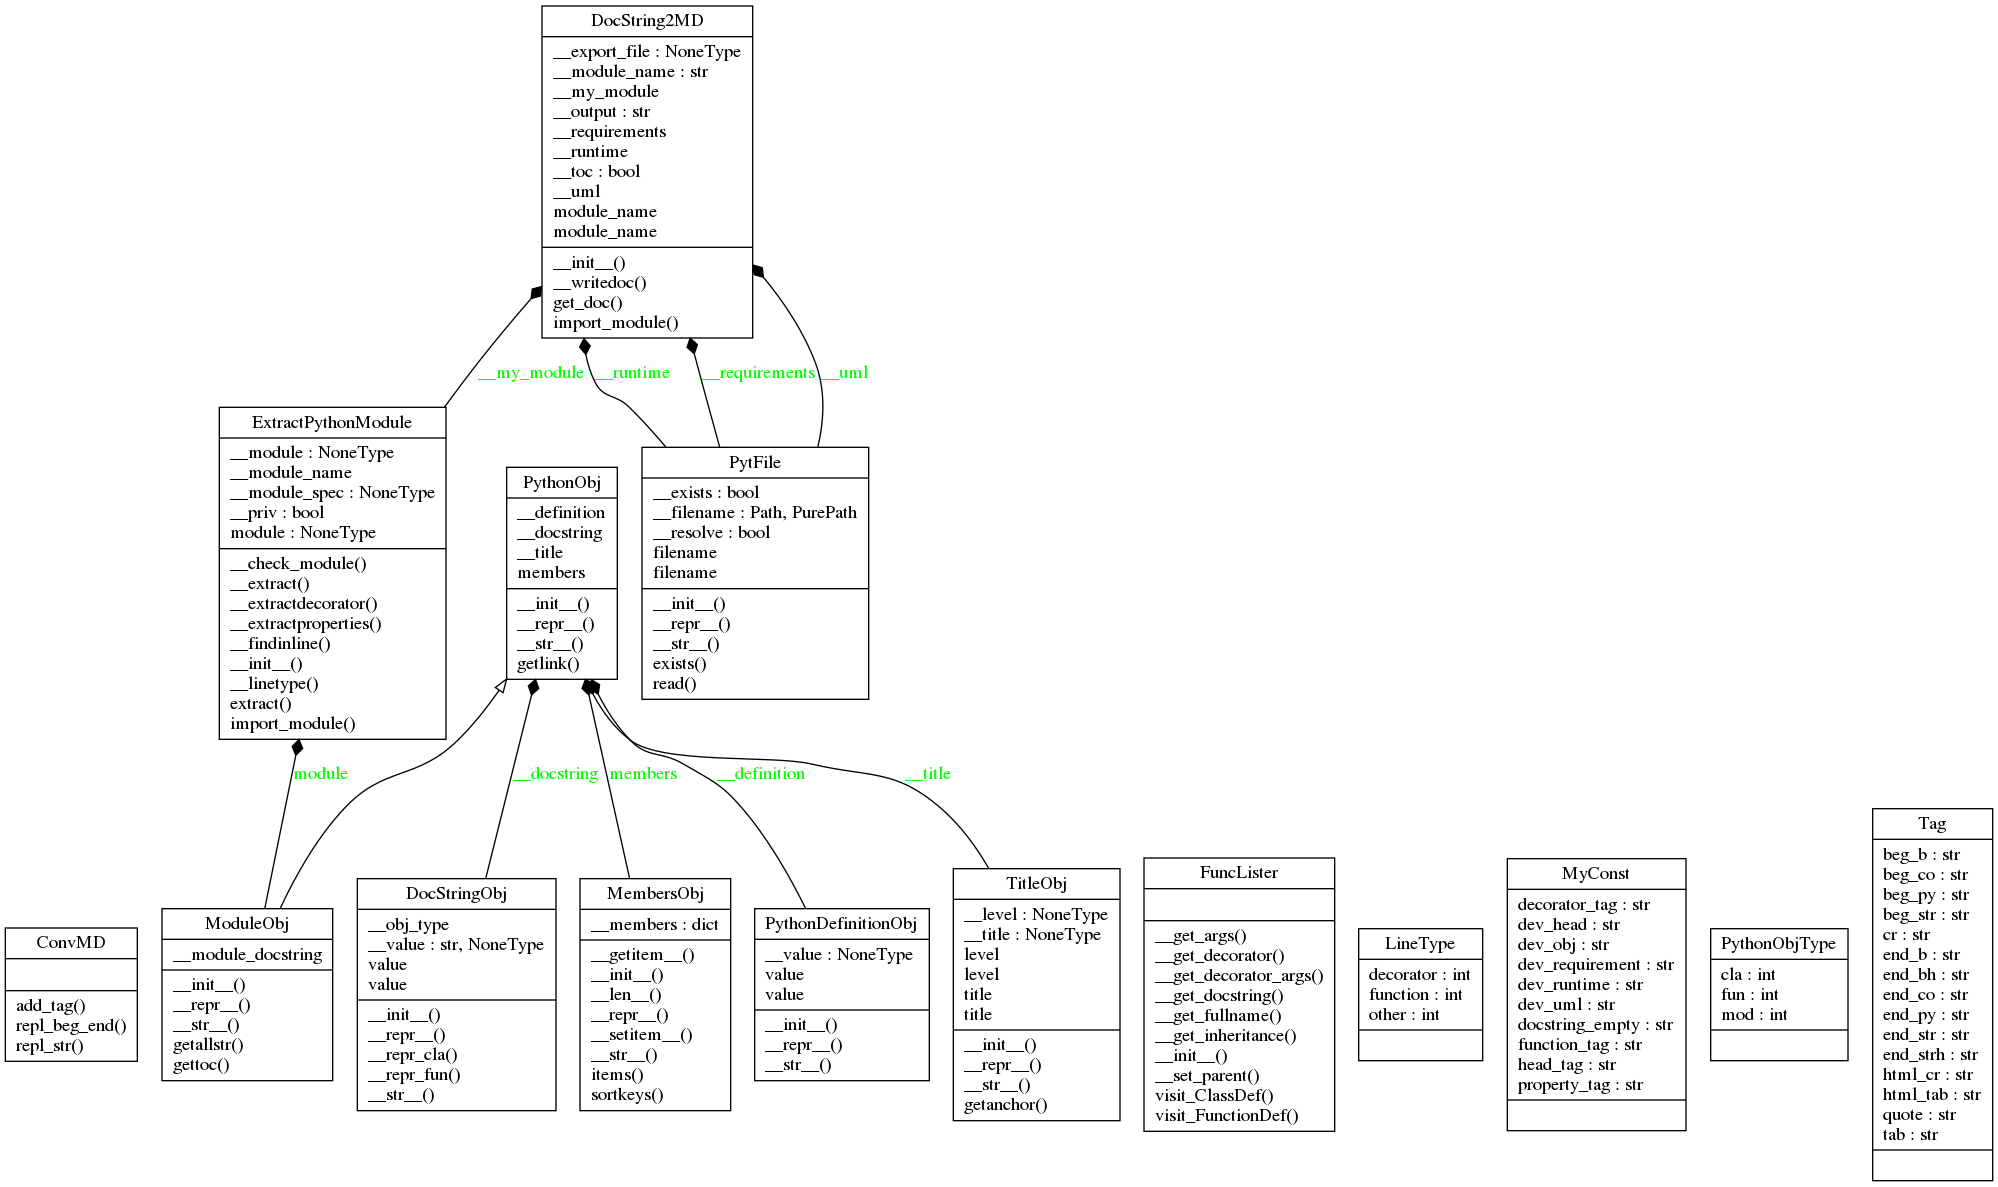 DocString2MD
__export_file : NoneType
__module_name : str
__my_module
__output : str
__requirements
__runtime
__toc : bool
__uml
module_name
module_name
__init__()
__writedoc()
get_doc()
import_module()
__my_module
__runtime
__requirements
__uml
ExtractPythonModule
__module : NoneType
__module_name
__module_spec : NoneType
__priv : bool
module : NoneType
__check_module()
__extract()
__extractdecorator()
__extractproperties()
__findinline()
__init__()
__linetype()
extract()
import_module()
PythonObj
__definition
__docstring
__title
members
__init__()
__repr__()
__str__()
getlink()
PytFile
__exists : bool
__filename : Path, PurePath
__resolve : bool
filename
filename
__init__()
__repr__()
__str__()
exists()
read()
module
__docstring
members
__definition
__title
ConvMD
add_tag()
repl_beg_end()
repl_str()
ModuleObj
__module_docstring
__init__()
__repr__()
__str__()
getallstr()
gettoc()
DocStringObj
__obj_type
__value : str, NoneType
value
value
__init__()
__repr__()
__repr_cla()
__repr_fun()
__str__()
MembersObj
__members : dict
__getitem__()
__init__()
__len__()
__repr__()
__setitem__()
__str__()
items()
sortkeys()
PythonDefinitionObj
__value : NoneType
value
value
__init__()
__repr__()
__str__()
TitleObj
__level : NoneType
__title : NoneType
level
level
title
title
__init__()
__repr__()
__str__()
getanchor()
FuncLister
__get_args()
__get_decorator()
__get_decorator_args()
__get_docstring()
__get_fullname()
__get_inheritance()
__init__()
__set_parent()
visit_ClassDef()
visit_FunctionDef()
LineType
decorator : int
function : int
other : int
MyConst
decorator_tag : str
dev_head : str
dev_obj : str
dev_requirement : str
dev_runtime : str
dev_uml : str
docstring_empty : str
function_tag : str
head_tag : str
property_tag : str
PythonObjType
cla : int
fun : int
mod : int
Tag
beg_b : str
beg_co : str
beg_py : str
beg_str : str
cr : str
end_b : str
end_bh : str
end_co : str
end_py : str
end_str : str
end_strh : str
html_cr : str
html_tab : str
quote : str
tab : str